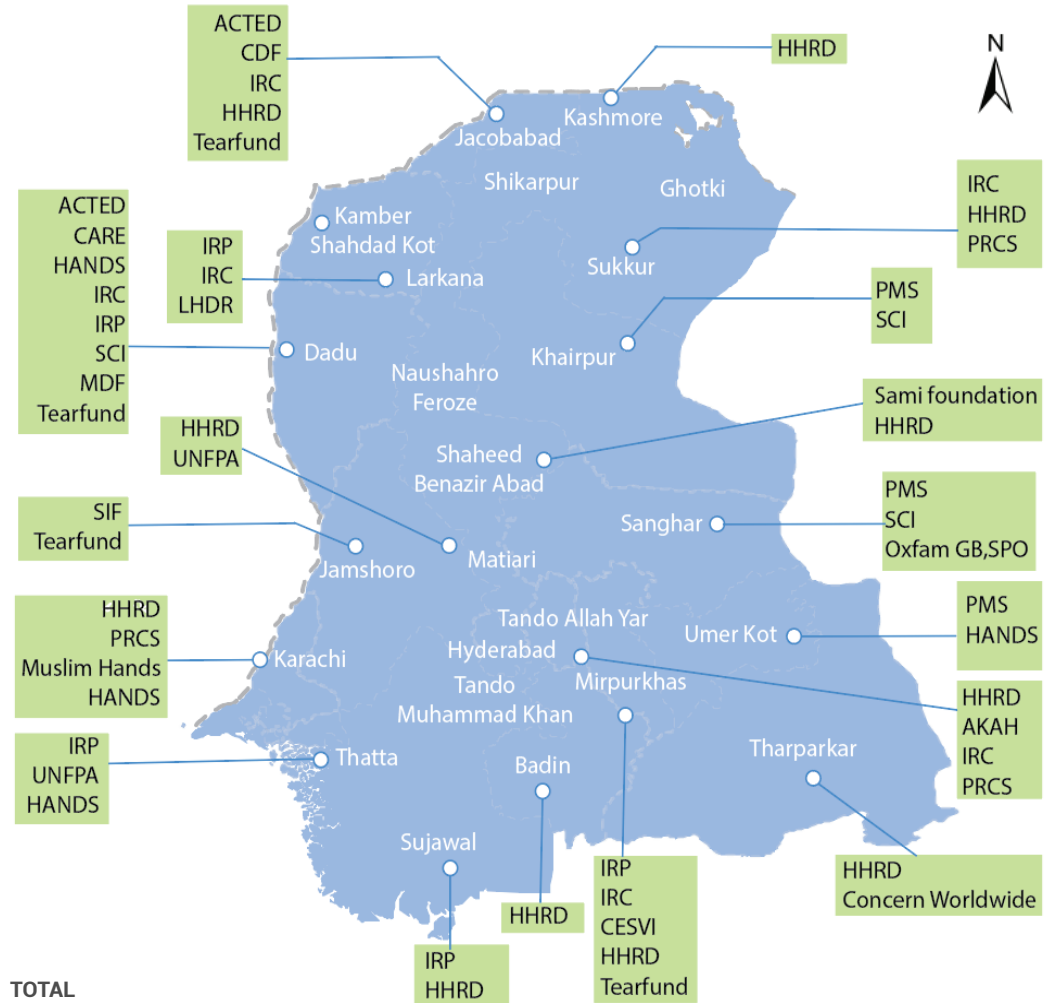 ACTED
CDF
IRC
HHRD
Tearfund
HHRD
N
Kashmore
Jacobabad
Shikarpur
Ghotki
IRC
HHRD
PRCS
ACTED
CARE
HANDS
IRC
IRP
SCI
MDF
Tearfund
IRP
IRC
LHDR
Kamber
Shahdad Kot
Larkana
Sukkur
PMS
SCI
Khairpur
Dadu
Naushahro
Feroze
Sami foundation
HHRD
HHRD
UNFPA
Shaheed
Benazir Abad
PMS
SCI
Oxfam GB,SPO
Sanghar
SIF
Tearfund
Jamshoro
Matiari
PMS
HANDS
Tando Allah Yar
Umer Kot
Hyderabad
HHRD
PRCS
Muslim Hands
HANDS
Karachi
Mirpurkhas
Tando
Muhammad Khan
HHRD
AKAH
IRC
PRCS
IRP
UNFPA
HANDS
Thatta
Badin
Tharparkar
Sujawal
IRP
IRC
CESVI
HHRD
Tearfund
HHRD
Concern Worldwide
HHRD
IRP
HHRD
TOTAL